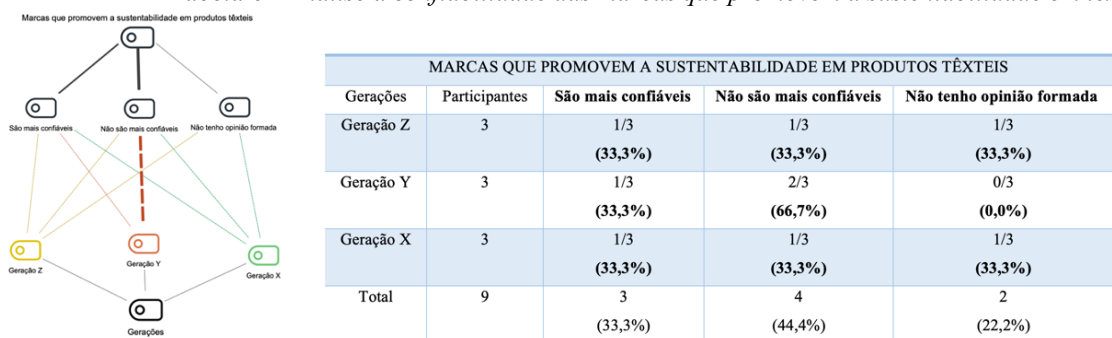 Marcas que promovem a sustentabilidade em produtos têxteis
São mais confiáveis
Não são mais confiáveis
Não tenho opinião formada
Geração Z
Geração Y
Geração X
Gerações
MARCAS QUE PROMOVEM A SUSTENTABILIDADE EM PRODUTOS TÊXTEIS
Gerações Participantes São mais confiáveis Não são mais confiáveis Não tenho opinião formada
Geração Z 3 1/3 1/3 1/3
(33,3%) (33,3%) (33,3%)
Geração Y 3 1/3 2/3 0/3
(33,3%) (66,7%) (0,0%)
Geração X 3 1/3 1/3 1/3
(33,3%) (33,3%) (33,3%)
Total 9 3 4 2
(33,3%) (44,4%) (22,2%)